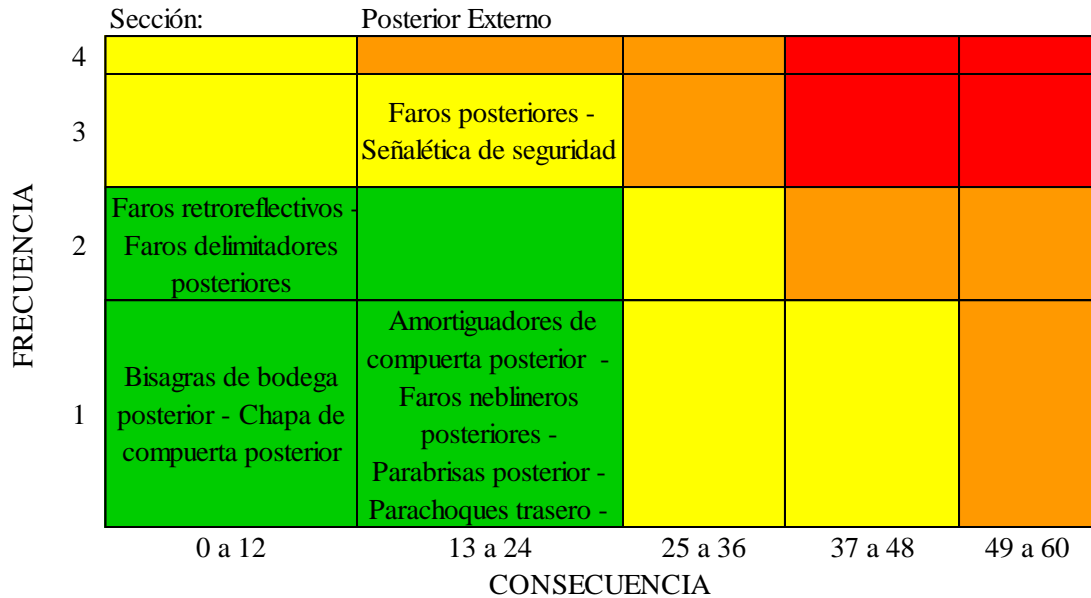 Sección: Posterior Externo
4
3
Faros posteriores -
Señalética de seguridad
FRECUENCIA
2
Faros retroreflectivos -
Faros delimitadores
posteriores
1
Bisagras de bodega
posterior - Chapa de
compuerta posterior
Amortiguadores de
compuerta posterior -
Faros neblineros
posteriores -
Parabrisas posterior -
Parachoques trasero -
0 a 12 13 a 24 25 a 36 37 a 48 49 a 60
CONSECUENCIA